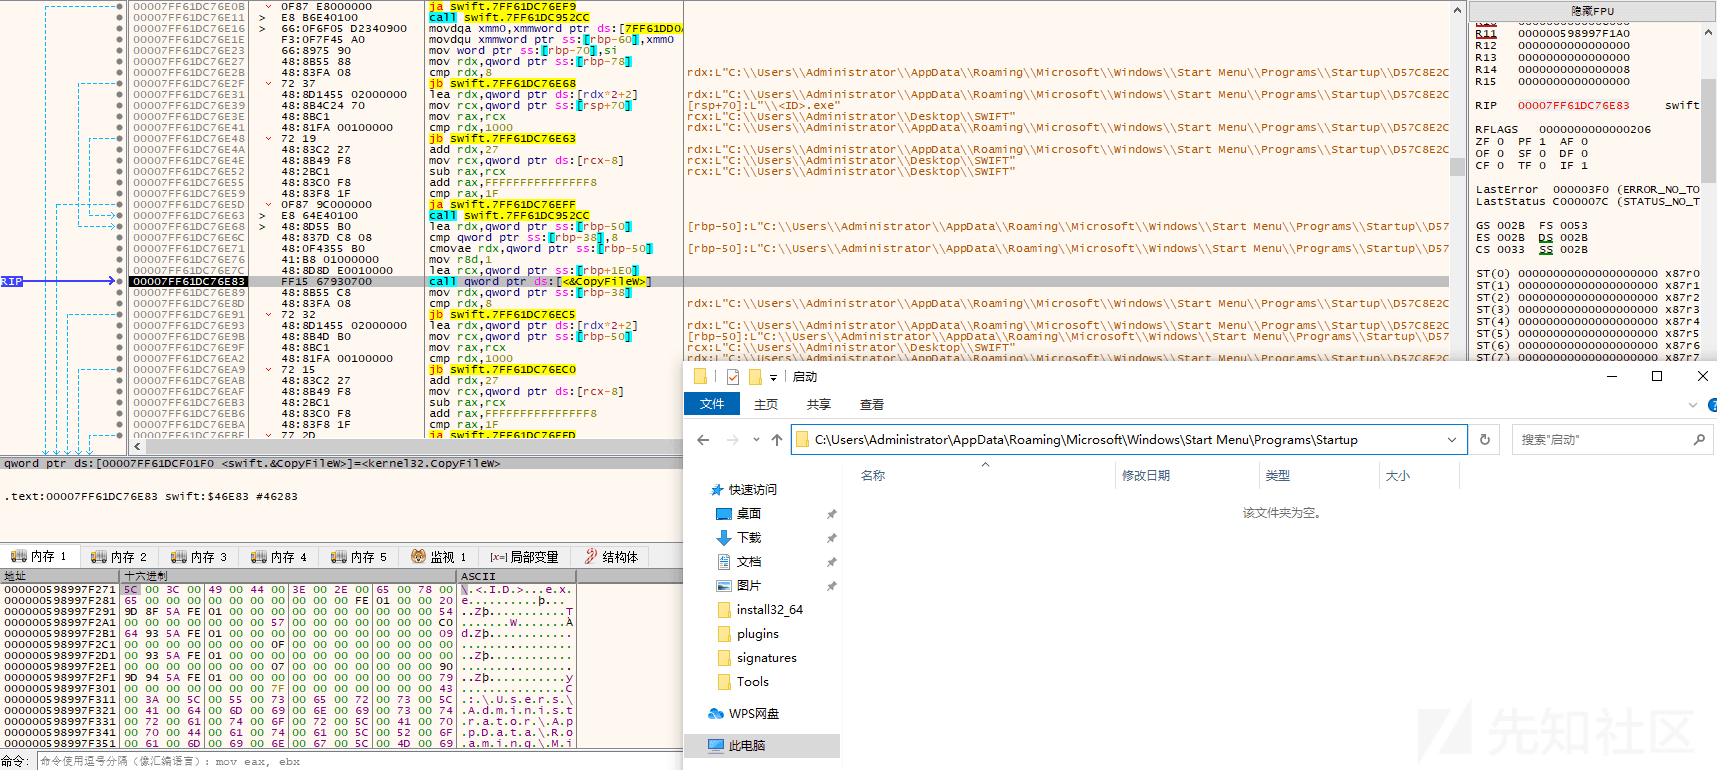 00007FF61DC76E0B 0F87 E8000000 ja swift.7FF61DC76EF9
00007FF61DC76E11 E8 B6E40100 call swift.7FF61DC952CC
00007FF61DC76E16 66:0F6F05 D2340900 movdqa xmm0,xmmword ptr ds:[7FF61DD0A
00007FF61DC76E1E F3:0F7F45 A0 movdqu xmmword ptr ss:[rbp-60],xmm0
00007FF61DC76E23 66:8975 90 mov word ptr ss:[rbp-70],si
00007FF61DC76E27 48:8B55 88 mov rdx,qword ptr ss:[rbp-78]
00007FF61DC76E2B 48:83FA 08 cmp rdx,8 rdx:L"C:\\Users\\Administrator\\AppData\\Roaming\\Microsoft\\Windows\\Start Menu\\Programs\\Startup\\D57C8E2C
00007FF61DC76E2F 72 37 jb swift.7FF61DC76E68
00007FF61DC76E31 48:8D1455 02000000 lea rdx,qword ptr ds:[rdx*2+2] rdx:L"C:\\Users\\Administrator\\AppData\\Roaming\\Microsoft\\Windows\\Start Menu\\Programs\\Startup\\D57C8E2C
00007FF61DC76E39 48:8B4C24 70 mov rcx,qword ptr ss:[rsp+70] [rsp+70]:L"\\<ID>.exe"
00007FF61DC76E3E 48:8BC1 mov rax,rcx rcx:L"C:\\Users\\Administrator\\Desktop\\SWIFT"
00007FF61DC76E41 48:81FA 00100000 cmp rdx,1000 rdx:L"C:\\Users\\Administrator\\AppData\\Roaming\\Microsoft\\Windows\\Start Menu\\Programs\\Startup\\D57C8E2C
00007FF61DC76E48 72 19 jb swift.7FF61DC76E63
00007FF61DC76E4A 48:83C2 27 add rdx,27 rdx:L"C:\\Users\\Administrator\\AppData\\Roaming\\Microsoft\\Windows\\Start Menu\\Programs\\Startup\\D57C8E2C
00007FF61DC76E4E 48:8B49 F8 mov rcx,qword ptr ds:[rcx-8] rcx:L"C:\\Users\\Administrator\\Desktop\\SWIFT"
00007FF61DC76E52 48:2BC1 sub rax,rcx rcx:L"C:\\Users\\Administrator\\Desktop\\SWIFT"
00007FF61DC76E55 48:83C0 F8 add rax,FFFFFFFFFFFFFFF8
00007FF61DC76E59 48:83F8 1F cmp rax,1F
00007FF61DC76E5D 0F87 9C000000 ja swift.7FF61DC76EFF
00007FF61DC76E63 E8 64E40100 call swift.7FF61DC952CC
00007FF61DC76E68 48:8D55 B0 lea rdx,qword ptr ss:[rbp-50] [rbp-50]:L"C:\\Users\\Administrator\\AppData\\Roaming\\Microsoft\\Windows\\Start Menu\\Programs\\Startup\\D57
00007FF61DC76E6C 48:837D C8 08 cmp qword ptr ss:[rbp-38],8
00007FF61DC76E71 48:0F4355 B0 cmovae rdx,qword ptr ss:[rbp-50] [rbp-50]:L"C:\\Users\\Administrator\\AppData\\Roaming\\Microsoft\\Windows\\Start Menu\\Programs\\Startup\\D57
00007FF61DC76E76 41:B8 01000000 mov r8d,1
00007FF61DC76E7C 48:8D8D E0010000 lea rcx,qword ptr ss:[rbp+1E0]
RIP 00007FF61DC76E83 FF15 67930700 call qword ptr ds:[<&CopyFileW>]
00007FF61DC76E89 48:8B55 C8 mov rdx,qword ptr ss:[rbp-38]
00007FF61DC76E8D 48:83FA 08 cmp rdx,8 rdx:L"C:\\Users\\Administrator\\AppData\\Roaming\\Microsoft\\Windows\\Start Menu\\Programs\\Startup\\D57C8E2C
00007FF61DC76E91 72 32 jb swift.7FF61DC76EC5
00007FF61DC76E93 48:8D1455 02000000 lea rdx,qword ptr ds:[rdx*2+2] rdx:L"C:\\Users\\Administrator\\AppData\\Roaming\\Microsoft\\Windows\\Start Menu\\Programs\\Startup\\D57C8E2C
00007FF61DC76E9B 48:8B4D B0 mov rcx,qword ptr ss:[rbp-50] [rbp-50]:L"C:\\Users\\Administrator\\AppData\\Roaming\\Microsoft\\Windows\\Start Menu\\Programs\\Startup\\D57
00007FF61DC76E9F 48:8BC1 mov rax,rcx rcx:L"C:\\Users\\Administrator\\Desktop\\SWIFT"
00007FF61DC76EA2 48:81FA 00100000 cmp rdx,1000 rdx:L"C:\\Users\\Administrator\\AppData\\Roaming\\Microsoft\\Windows\\Start Menu\\Programs\\Startup\\D57C8E2C
00007FF61DC76EA9 72 15 jb swift.7FF61DC76EC0
00007FF61DC76EAB 48:83C2 27 add rdx,27
00007FF61DC76EAF 48:8B49 F8 mov rcx,qword ptr ds:[rcx-8]
00007FF61DC76EB3 48:2BC1 sub rax,rcx
00007FF61DC76EB6 48:83C0 F8 add rax,FFFFFFFFFFFFFFF8
00007FF61DC76EBA 48:83F8 1F cmp rax,1F
00007FF61DC76EBE 77 2D ja swift.7FF61DC76EED
隐藏FPU
R11 000000598997F1A0
R12 0000000000000000
R13 0000000000000000
R14 0000000000000008
R15 0000000000000000
RIP 00007FF61DC76E83 swift
RFLAGS 0000000000000206
ZF 0 PF 1 AF 0
OF 0 SF 0 DF 0
CF 0 TF 0 IF 1
LastError 000003F0 (ERROR_NO_TO
LastStatus C000007C (STATUS_NO_T
GS 002B FS 0053
ES 002B DS 002B
CS 0033 SS 002B
ST(0) 00000000000000000000 x87r0
ST(1) 00000000000000000000 x87r1
ST(2) 00000000000000000000 x87r2
ST(3) 00000000000000000000 x87r3
ST(4) 00000000000000000000 x87r4
ST(5) 00000000000000000000 x87r5
ST(6) 00000000000000000000 x87r6
ST(7) 00000000000000000000 x87r7
qword ptr ds:[00007FF61DCF01F0 <swift.&CopyFileW>]=<kernel32.CopyFileW>
.text:00007FF61DC76E83 swift:$46E83 #46283
内存 1 内存 2 内存 3 内存 4 内存 5 监视 1 [x=] 局部变量 结构体
地址 十六进制 ASCII
000000598997F271 5C 00 3C 00 49 00 44 00 3E 00 2E 00 65 00 78 00 \.<.I.D.>...e.x.
000000598997F281 65 00 00 00 00 00 00 00 00 00 FE 01 00 00 20 e.........þ...
000000598997F291 9D 8F 5A FE 01 00 00 00 00 00 00 00 00 00 00 54 ..Zþ...........T
000000598997F2A1 00 00 00 00 00 00 00 57 00 00 00 00 00 00 00 C0 .......W.......À
000000598997F2B1 64 93 5A FE 01 00 00 00 00 00 00 00 00 00 00 09 d.Zþ............
000000598997F2C1 00 00 00 00 00 00 00 0F 00 00 00 00 00 00 00 00 ................
000000598997F2D1 00 93 5A FE 01 00 00 00 00 00 00 00 00 00 00 00 ..Zþ............
000000598997F2E1 00 00 00 00 00 00 00 07 00 00 00 00 00 00 00 90 ................
000000598997F2F1 9D 94 5A FE 01 00 00 00 00 00 00 00 00 00 00 79 ..Zþ...........y
000000598997F301 00 00 00 00 00 00 00 7F 00 00 00 00 00 00 00 43 ...............C
000000598997F311 00 3A 00 5C 00 55 00 73 00 65 00 72 00 73 00 5C .:.\.U.s.e.r.s.\
000000598997F321 00 41 00 64 00 6D 00 69 00 6E 00 69 00 73 00 74 .A.d.m.i.n.i.s.t
000000598997F331 00 72 00 61 00 74 00 6F 00 72 00 5C 00 41 00 70 .r.a.t.o.r.\.A.p
000000598997F341 00 70 00 44 00 61 00 74 00 61 00 5C 00 52 00 6F .p.D.a.t.a.\.R.o
000000598997F351 00 61 00 6D 00 69 00 6E 00 67 00 5C 00 4D 00 69 .a.m.i.n.g.\.M.i
命令: 命令使用逗号分隔（像汇编语言）: mov eax, ebx
启动
文件 主页 共享 查看
C:\Users\Administrator\AppData\Roaming\Microsoft\Windows\Start Menu\Programs\Startup 搜索"启动"
名称 修改日期 类型 大小
该文件夹为空。
快速访问
桌面
下载
文档
图片
install32_64
plugins
signatures
Tools
WPS网盘
此电脑
先知社区